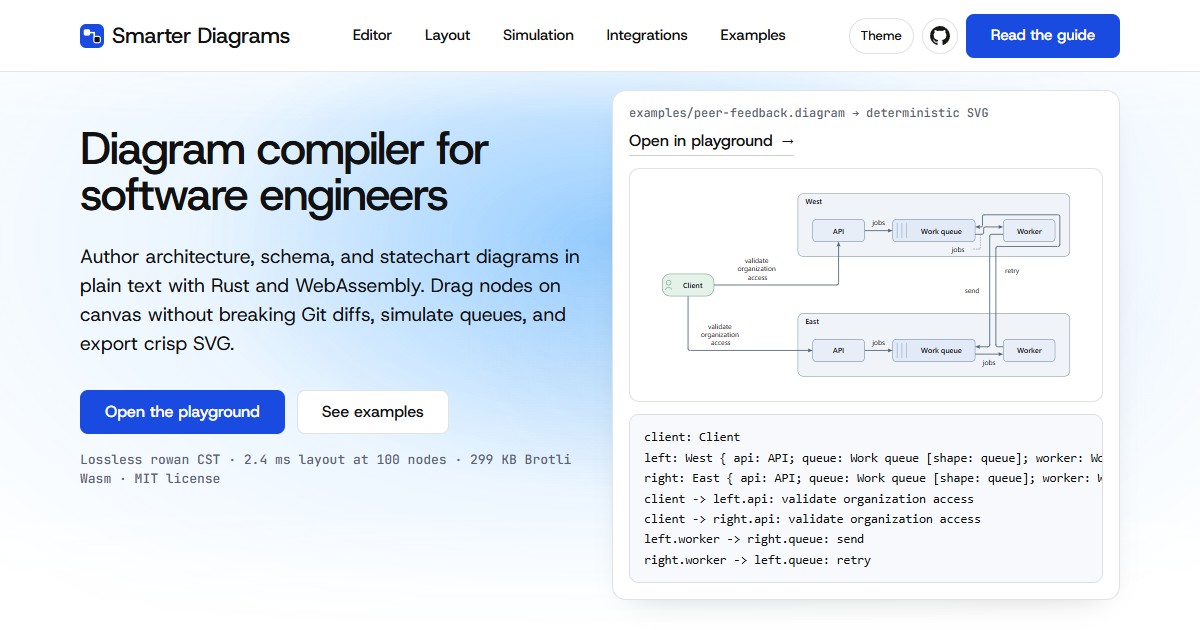 Smarter Diagrams
Editor
Layout
Simulation
Integrations
Examples
Theme
Read the guide
Diagram compiler for
software engineers
Author architecture, schema, and statechart diagrams in
plain text with Rust and WebAssembly. Drag nodes on
canvas without breaking Git diffs, simulate queues, and
export crisp SVG.
Open the playground
See examples
Lossless rowan CST · 2.4 ms layout at 100 nodes · 299 KB Brotli
Wasm · MIT license
examples/peer-feedback.diagram → deterministic SVG
Open in playground →
West
API
jobs
Work queue
Worker
jobs
validate
organization
access
retry
Client
send
East
validate
organization
access
API
jobs
Work queue
Worker
jobs
client: Client
left: West { api: API; queue: Work queue [shape: queue]; worker: Wo
right: East { api: API; queue: Work queue [shape: queue]; worker: W
client -> left.api: validate organization access
client -> right.api: validate organization access
left.worker -> right.queue: send
right.worker -> left.queue: retry